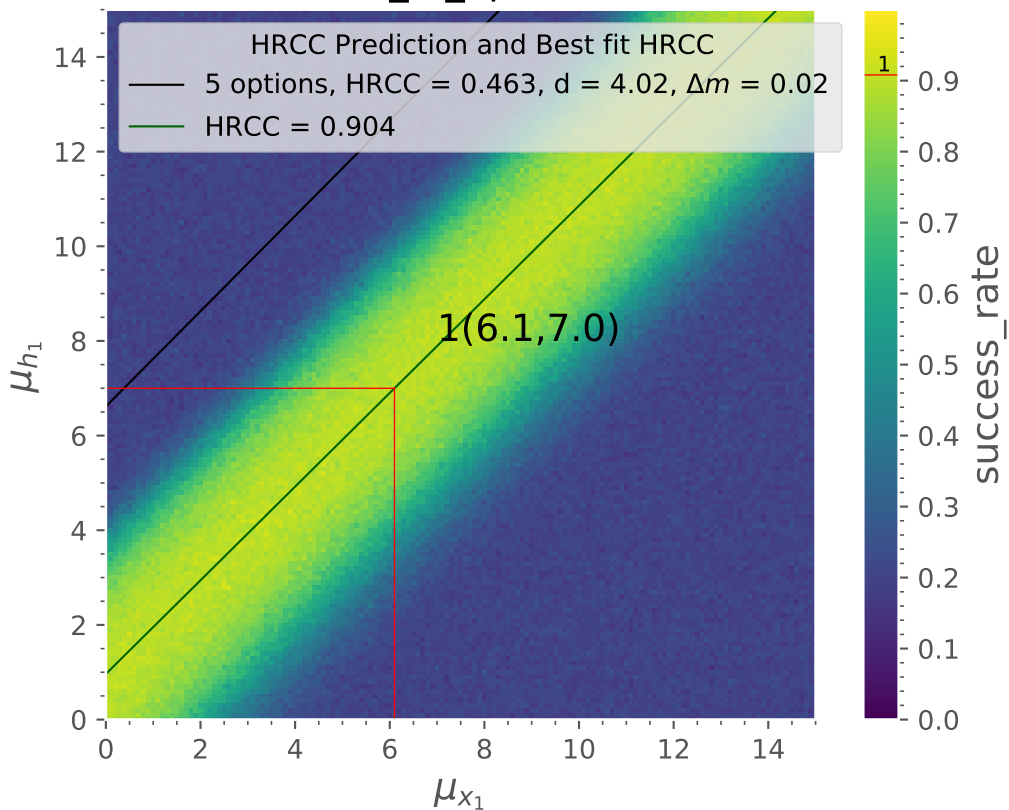 HRCC Prediction and Best fit HRCC
5 options, HRCC = 0.463, d = 4.02, Δm = 0.02
HRCC = 0.904
1(6.1,7.0)
14
12
10
8
6
4
2
0
μh₁
0 2 4 6 8 10 12 14
μx₁
1
0.9
0.8
0.7
0.6
0.5
0.4
0.3
0.2
0.1
0.0
success_rate